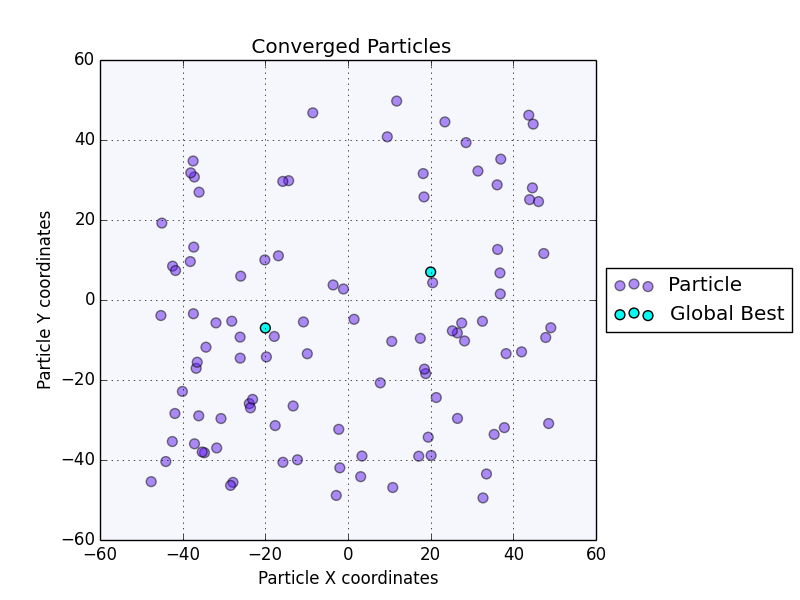 Converged Particles
60
40
20
0
−20
−40
−60
−60 −40 −20 0 20 40 60
Particle Y coordinates
Particle X coordinates
Particle
Global Best